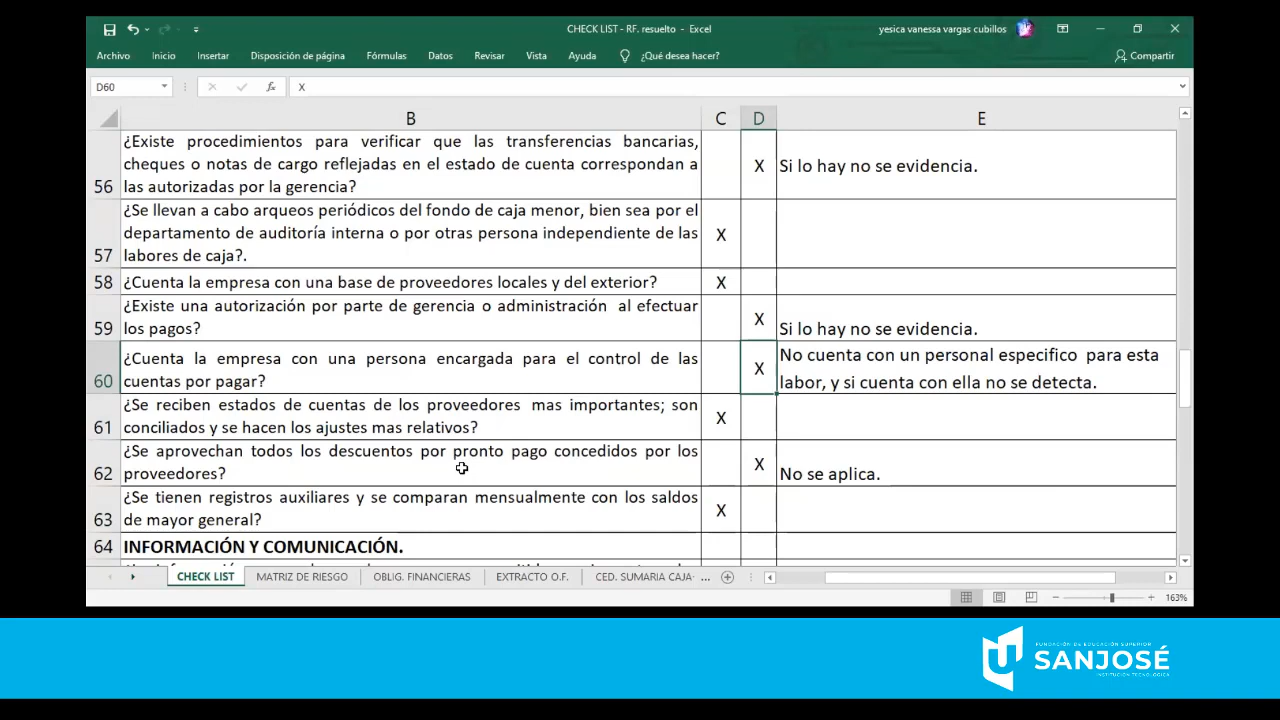 CHECK LIST - RF. resuelto - Excel
yesica vanessa vargas cubillos
Archivo Inicio Insertar Disposición de página Fórmulas Datos Revisar Vista Ayuda ¿Qué desea hacer? Compartir
D60 fx X
B C D E
¿Existe procedimientos para verificar que las transferencias bancarias,
cheques o notas de cargo reflejadas en el estado de cuenta correspondan a X Si lo hay no se evidencia.
56 las autorizadas por la gerencia?
¿Se llevan a cabo arqueos periódicos del fondo de caja menor, bien sea por el
departamento de auditoría interna o por otras persona independiente de las X
57 labores de caja?.
58 ¿Cuenta la empresa con una base de proveedores locales y del exterior? X
¿Existe una autorización por parte de gerencia o administración al efectuar X
59 los pagos? Si lo hay no se evidencia.
¿Cuenta la empresa con una persona encargada para el control de las X No cuenta con un personal especifico para esta
60 cuentas por pagar? labor, y si cuenta con ella no se detecta.
¿Se reciben estados de cuentas de los proveedores mas importantes; son X
61 conciliados y se hacen los ajustes mas relativos?
¿Se aprovechan todos los descuentos por pronto pago concedidos por los X
62 proveedores? No se aplica.
¿Se tienen registros auxiliares y se comparan mensualmente con los saldos X
63 de mayor general?
64 INFORMACIÓN Y COMUNICACIÓN.
CHECK LIST MATRIZ DE RIESGO OBLIG. FINANCIERAS EXTRACTO O.F. CED. SUMARIA CAJA- ...
163%
FUNDACIÓN DE EDUCACIÓN SUPERIOR
SANJOSÉ
INSTITUCIÓN TECNOLÓGICA